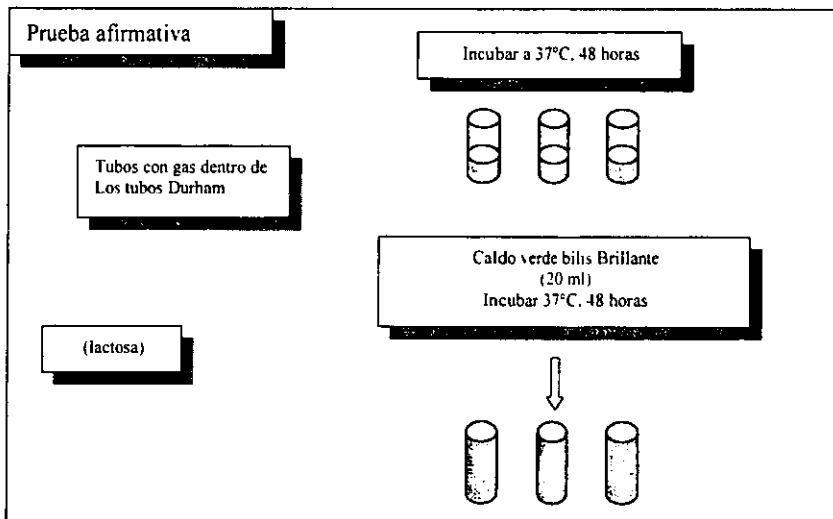 Prueba afirmativa
Incubar a 37°C. 48 horas
Tubos con gas dentro de
Los tubos Durham
Caldo verde bilis Brillante
(20 ml)
Incubar 37°C. 48 horas
(lactosa)